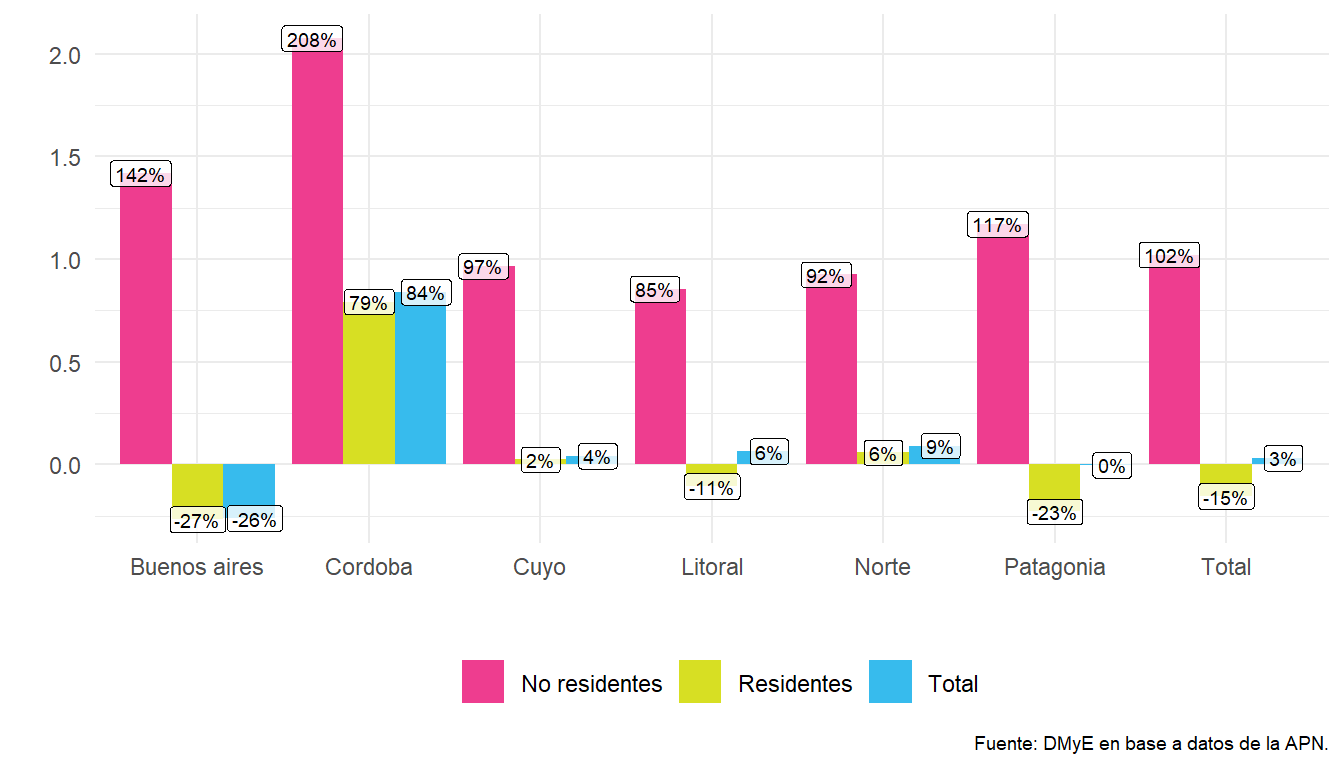 2.0
1.5
1.0
0.5
0.0
142%
-27%
-26%
208%
79%
84%
97%
2%
4%
85%
-11%
6%
92%
6%
9%
117%
-23%
0%
102%
-15%
3%
Buenos aires
Cordoba
Cuyo
Litoral
Norte
Patagonia
Total
No residentes
Residentes
Total
Fuente: DMyE en base a datos de la APN.